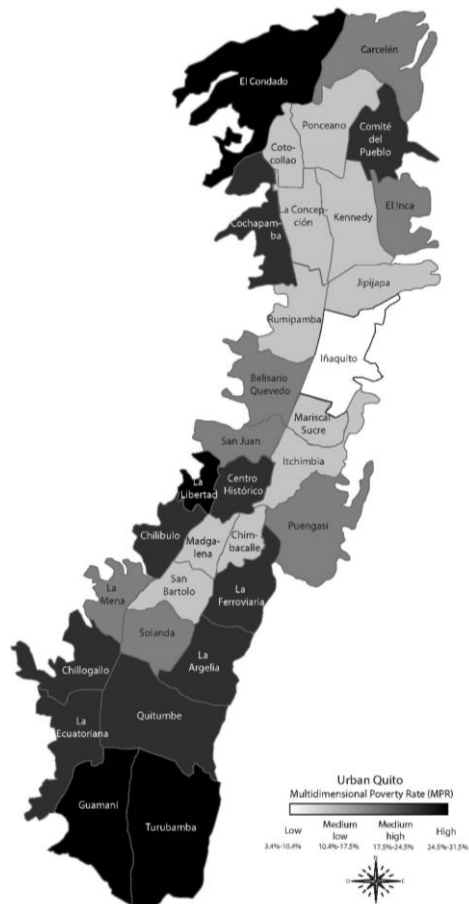 Carcelén
El Condado
Ponceano
Comité
del
Pueblo
Coto-
collao
La Concep-
ción
Kennedy
El Inca
Cochapam-
ba
Jipijapa
Rumipamba
Iñaquito
Belisario
Quevedo
Mariscal
Sucre
San Juan
Itchimbia
La
Libertad
Centro
Histórico
Puengasí
Chilibulo
Madga-
lena
Chim-
bacalle
La
Mena
San
Bartolo
La
Ferroviaria
Solanda
Chillogallo
La
Argelia
La
Ecuatoriana
Quitumbe
Guamaní
Turubamba
Urban Quito
Multidimensional Poverty Rate (MPR)
Low
Medium
low
Medium
high
High
3.4%-10.4%
10.4%-17.5%
17.5%-24.5%
24.5%-31.5%
N
O
E
S